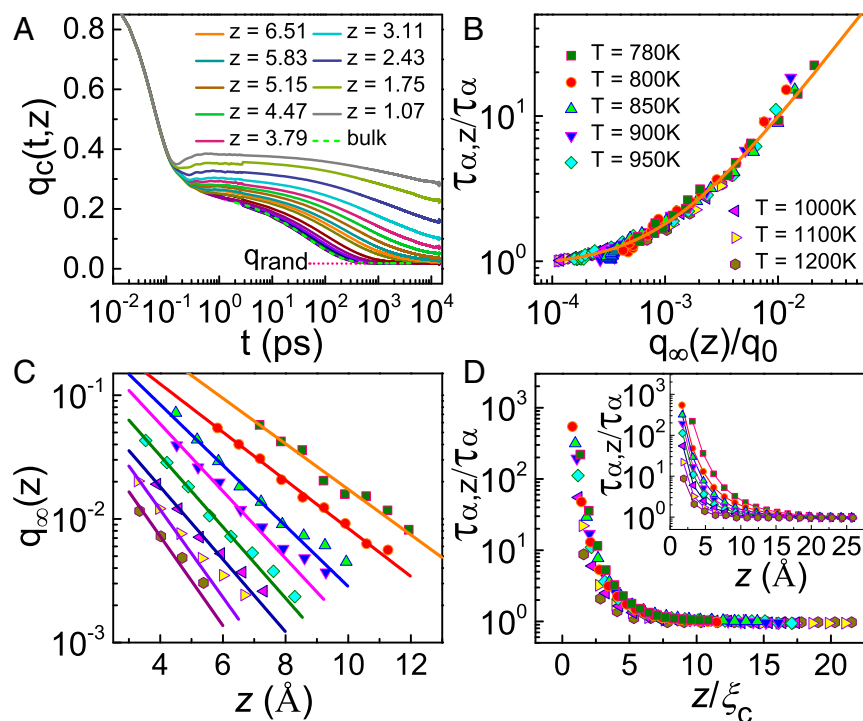 A
q_c(t,z)
0.8
0.6
0.4
0.2
0.0
z = 6.51
z = 5.83
z = 5.15
z = 4.47
z = 3.79
z = 3.11
z = 2.43
z = 1.75
z = 1.07
bulk
q_rand
10^-2 10^-1 10^0 10^1 10^2 10^3 10^4
t (ps)
B
τ_α,z/τ_α
10^1
10^0
T = 780K
T = 800K
T = 850K
T = 900K
T = 950K
T = 1000K
T = 1100K
T = 1200K
10^-4 10^-3 10^-2
q_∞(z)/q_0
C
q_∞(z)
10^-1
10^-2
10^-3
4 6 8 10 12
z (Å)
D
τ_α,z/τ_α
10^3
10^2
10^1
10^0
0 5 10 15 20
z/ξ_c
τ_α,z/τ_α
10^3
10^2
10^1
10^0
0 5 10 15 20 25
z (Å)